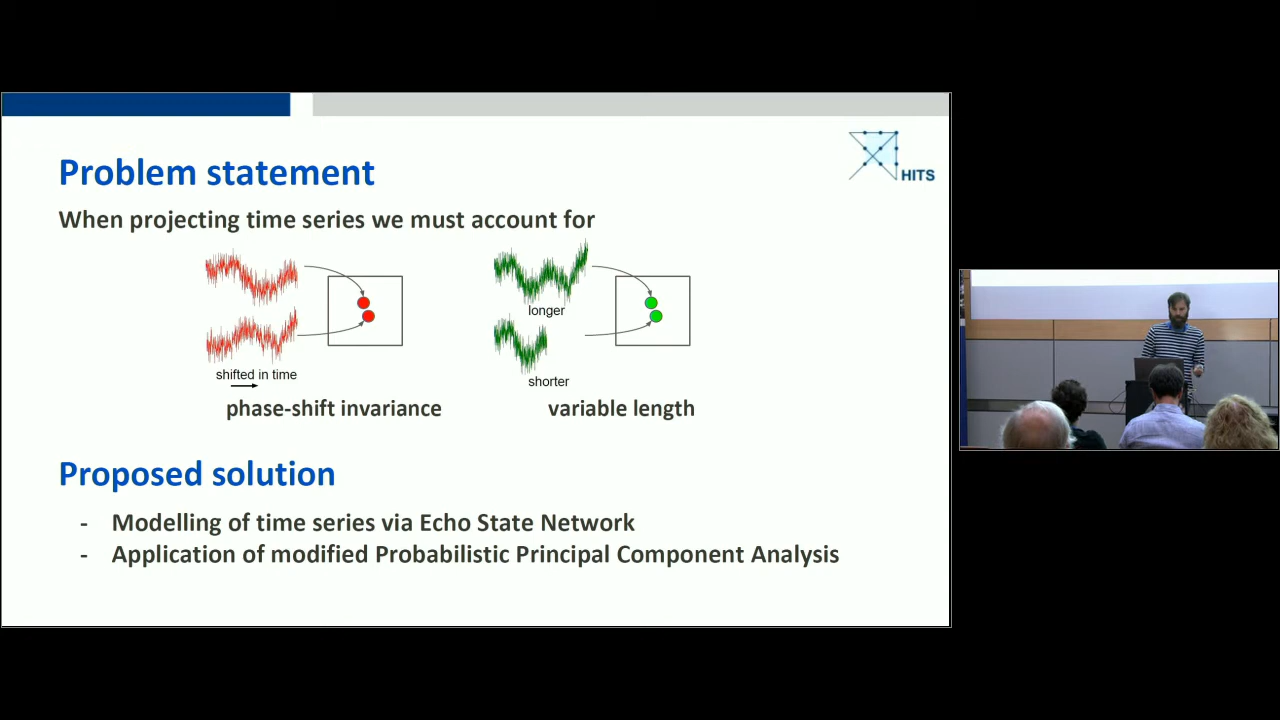 HITS
Problem statement
When projecting time series we must account for
longer
shifted in time
shorter
phase-shift invariance
variable length
Proposed solution
- Modelling of time series via Echo State Network
- Application of modified Probabilistic Principal Component Analysis